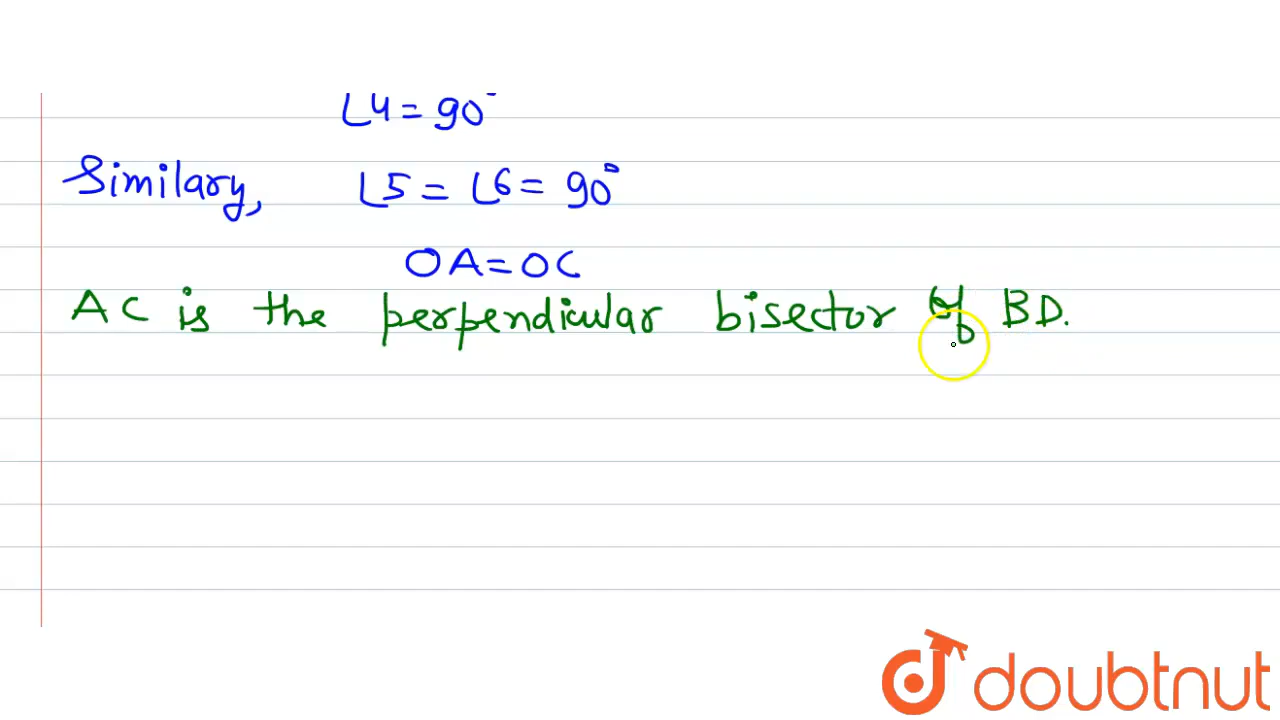 ∠4 = 90°
Similary, ∠5 = ∠6 = 90°
OA = OC
AC is the perpendicular bisector of BD.
doubtnut